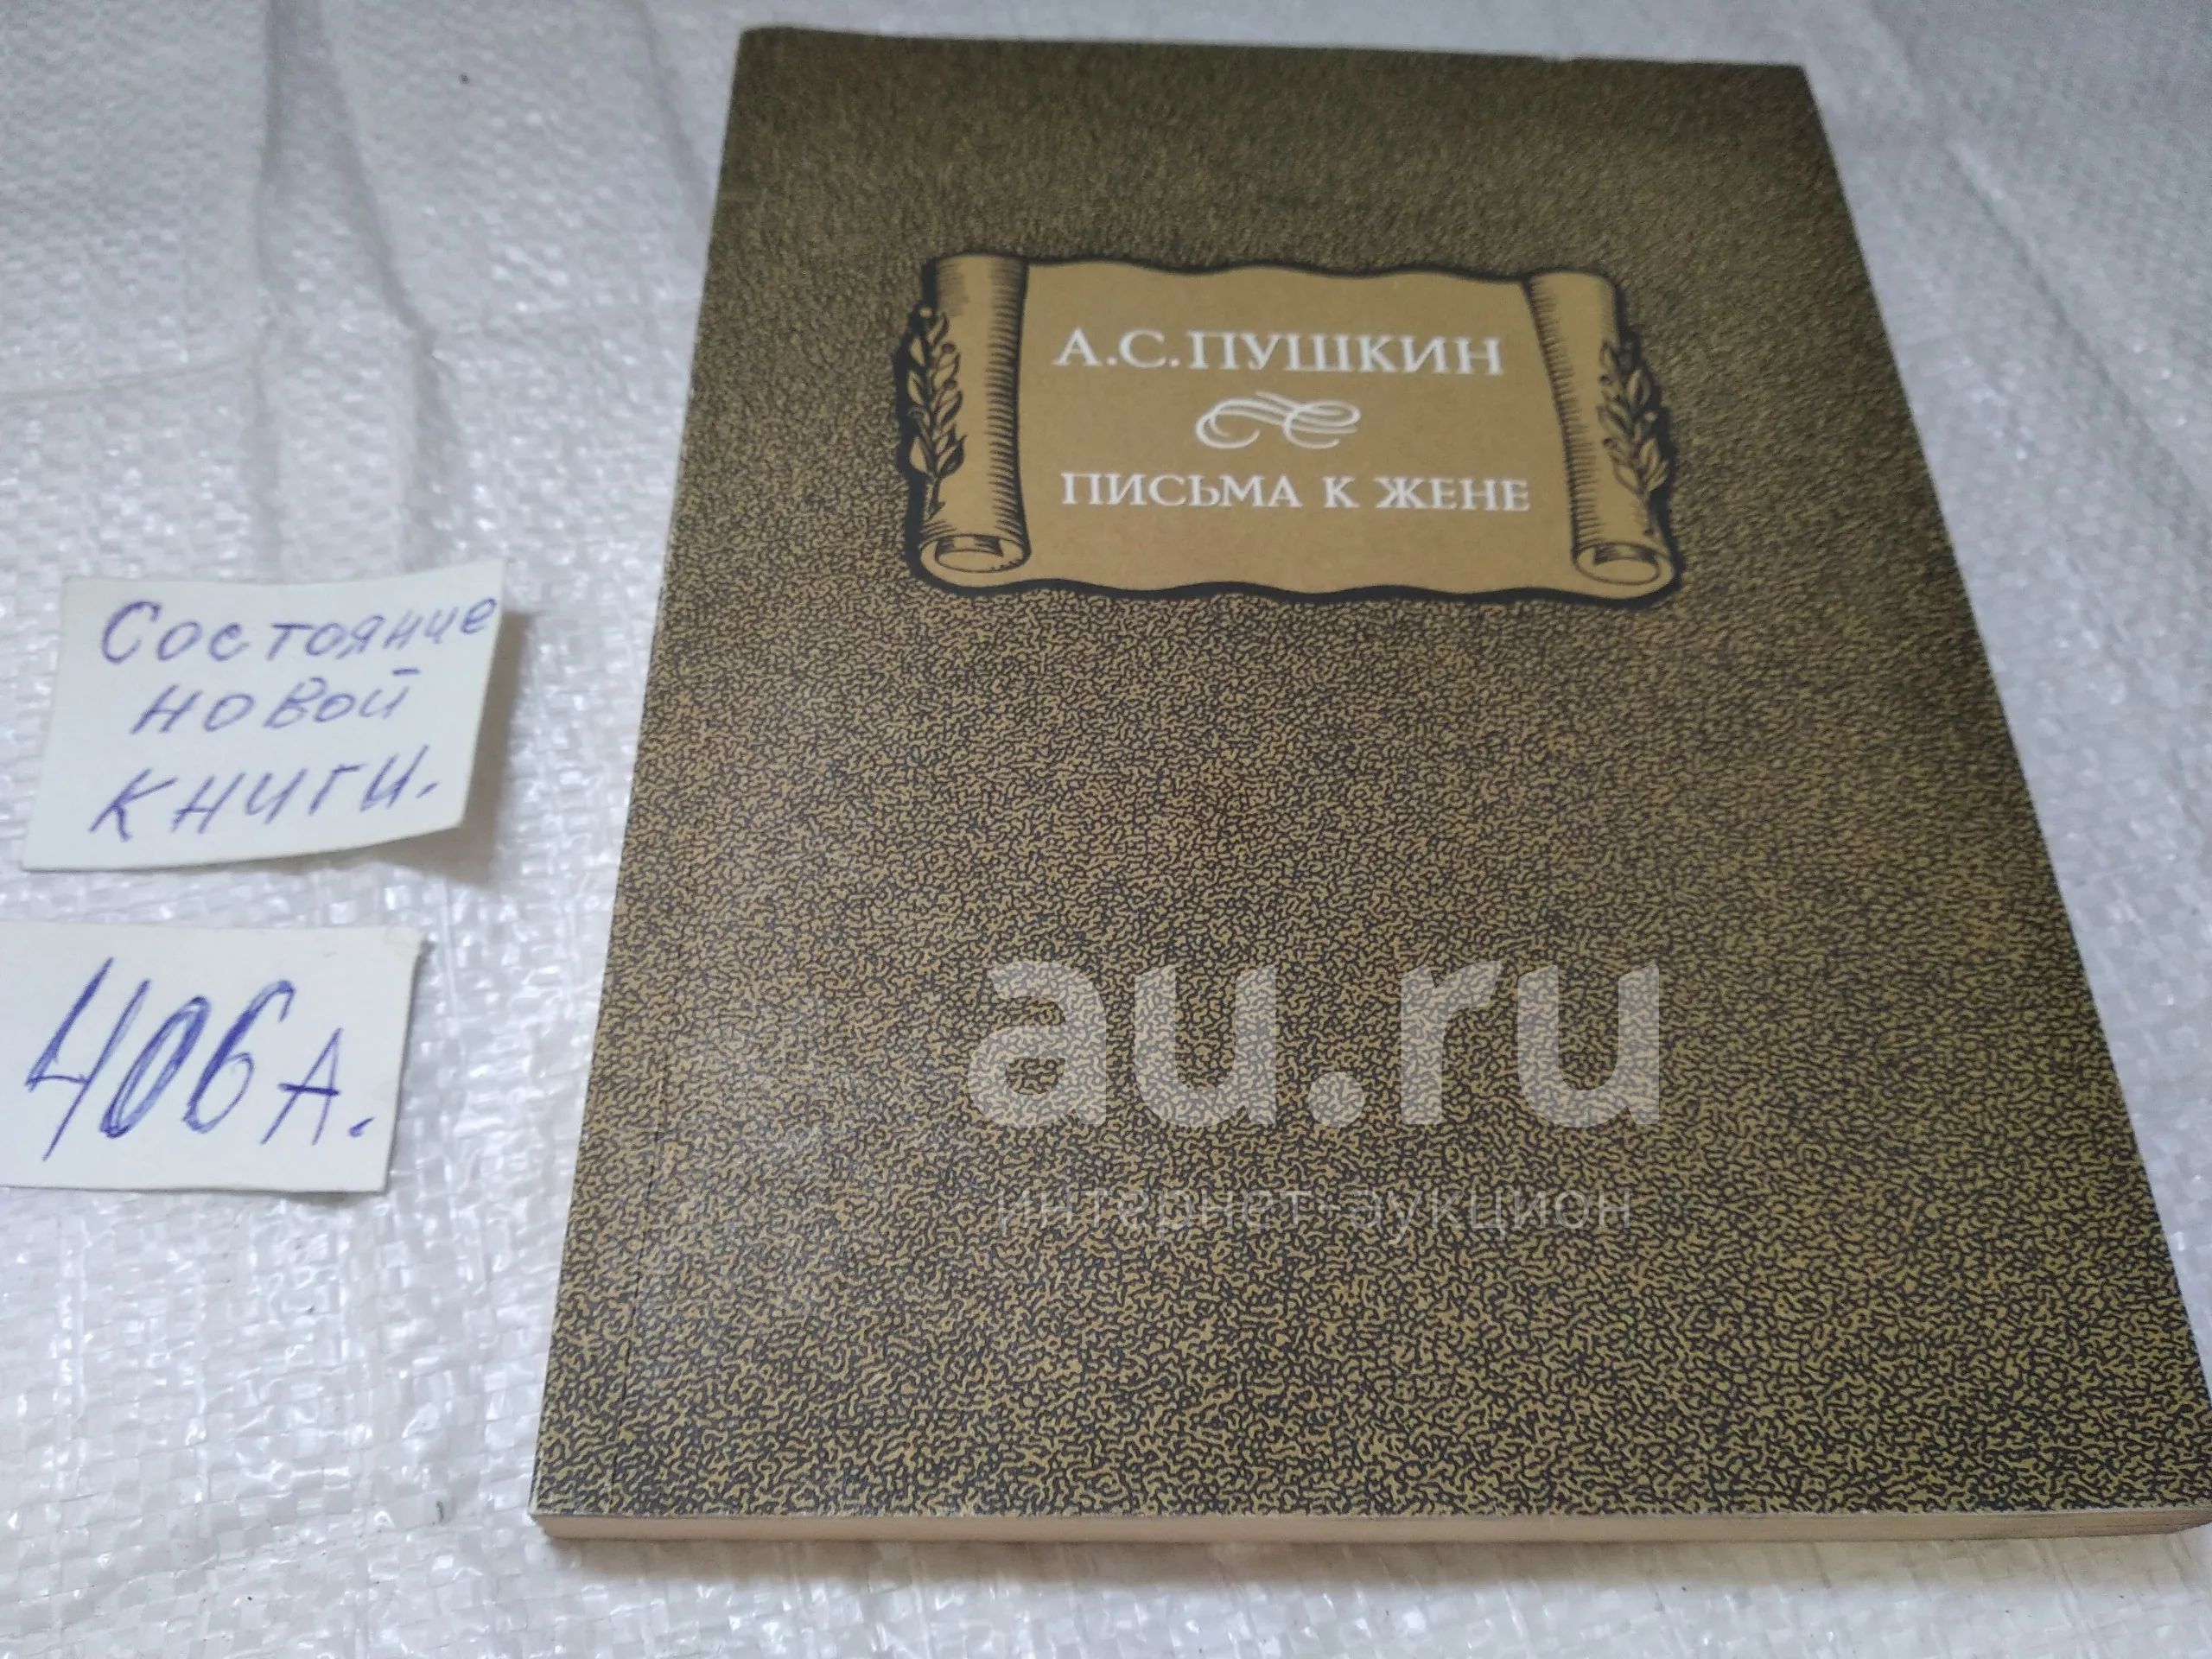 А.С.ПУШКИН
ПИСЬМА К ЖЕНЕ
Состояние
новой
книги.
406А.
au.ru
интернет-аукцион